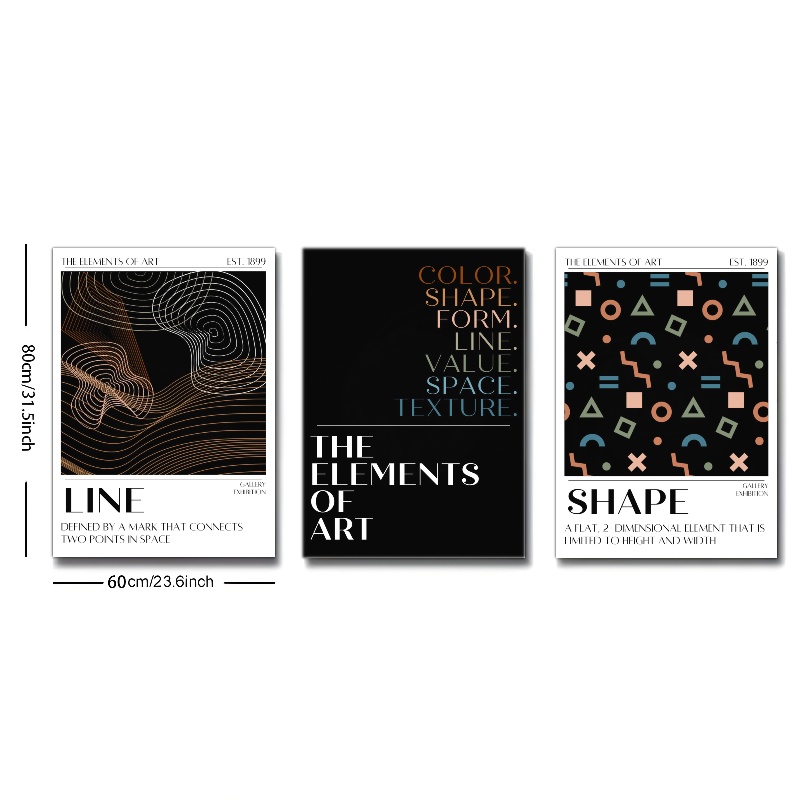 80cm/31.5inch
THE ELEMENTS OF ART EST. 1899
GALLERY
EXHIBITION
LINE
DEFINED BY A MARK THAT CONNECTS
TWO POINTS IN SPACE
60cm/23.6inch
COLOR.
SHAPE.
FORM.
LINE.
VALUE.
SPACE.
TEXTURE.
THE
ELEMENTS
OF
ART
THE ELEMENTS OF ART EST. 1899
GALLERY
EXHIBITION
SHAPE
A FLAT, 2-DIMENSIONAL ELEMENT THAT IS
LIMITED TO HEIGHT AND WIDTH